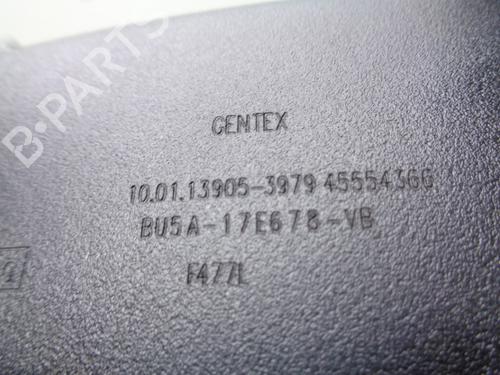 B-PARTS
GENTEX
10.01.13905-3979 45554366
BU5A-17E678-VB
F477L